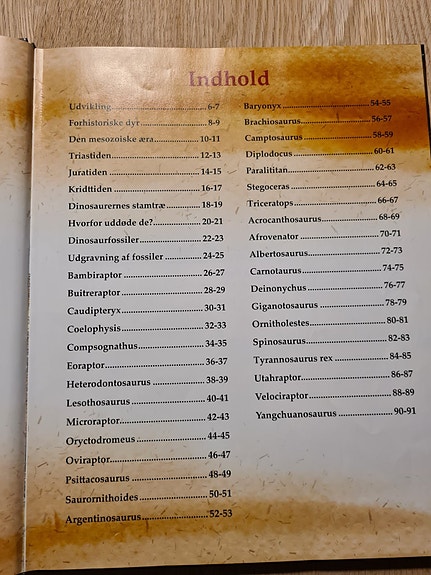 Indhold
Udvikling 6-7
Forhistoriske dyr 8-9
Den mesozoiske æra 10-11
Triastiden 12-13
Juratiden 14-15
Kridttiden 16-17
Dinosaurernes stamtræ 18-19
Hvorfor uddøde de? 20-21
Dinosaurfossiler 22-23
Udgravning af fossiler 24-25
Bambiraptor 26-27
Buitreraptor 28-29
Caudipteryx 30-31
Coelophysis 32-33
Compsognathus 34-35
Eoraptor 36-37
Heterodontosaurus 38-39
Lesothosaurus 40-41
Microraptor 42-43
Oryctodromeus 44-45
Oviraptor 46-47
Psittacosaurus 48-49
Saurornithoides 50-51
Argentinosaurus 52-53
Baryonyx 54-55
Brachiosaurus 56-57
Camptosaurus 58-59
Diplodocus 60-61
Paralititan 62-63
Stegoceras 64-65
Triceratops 66-67
Acrocanthosaurus 68-69
Afrovenator 70-71
Albertosaurus 72-73
Carnotaurus 74-75
Deinonychus 76-77
Giganotosaurus 78-79
Ornitholestes 80-81
Spinosaurus 82-83
Tyrannosaurus rex 84-85
Utahraptor 86-87
Velociraptor 88-89
Yangchuanosaurus 90-91